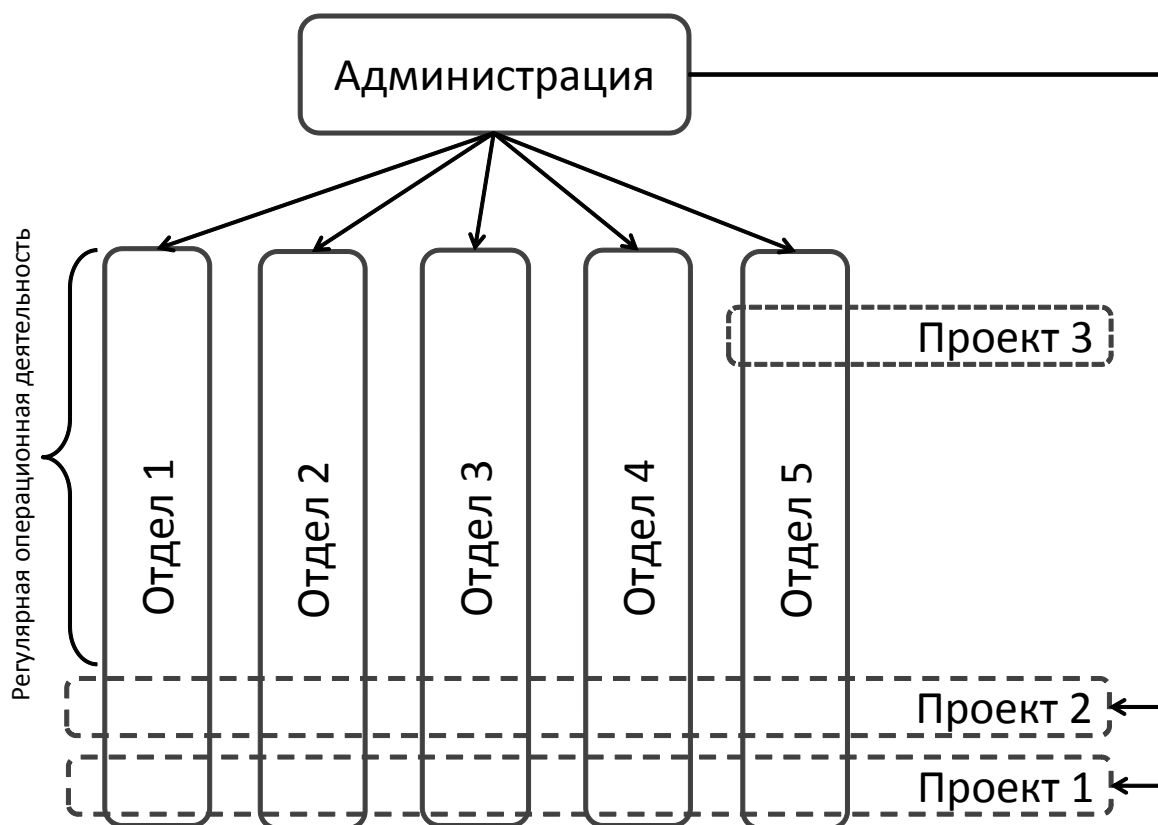 Администрация
Регулярная операционная деятельность
Отдел 1
Отдел 2
Отдел 3
Отдел 4
Отдел 5
Проект 3
Проект 2
Проект 1